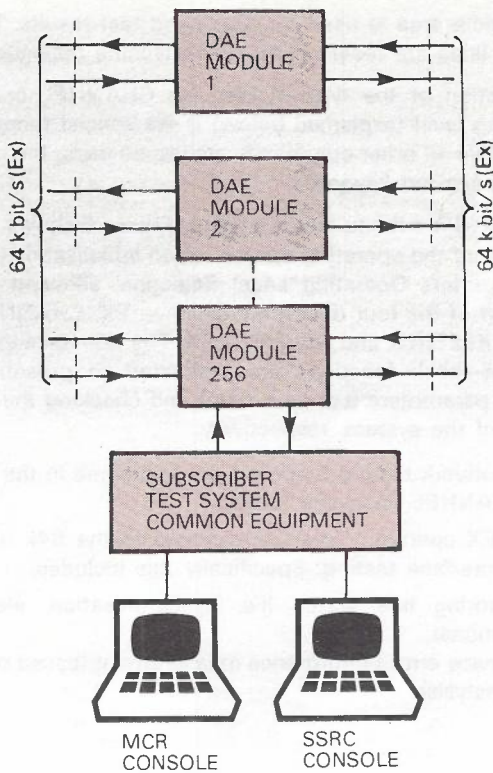 64 k bit/s (Ex)
DAE
MODULE
1
DAE
MODULE
2
DAE
MODULE
256
64 k bit/s (Ex)
SUBSCRIBER
TEST SYSTEM
COMMON EQUIPMENT
MCR
CONSOLE
SSRC
CONSOLE